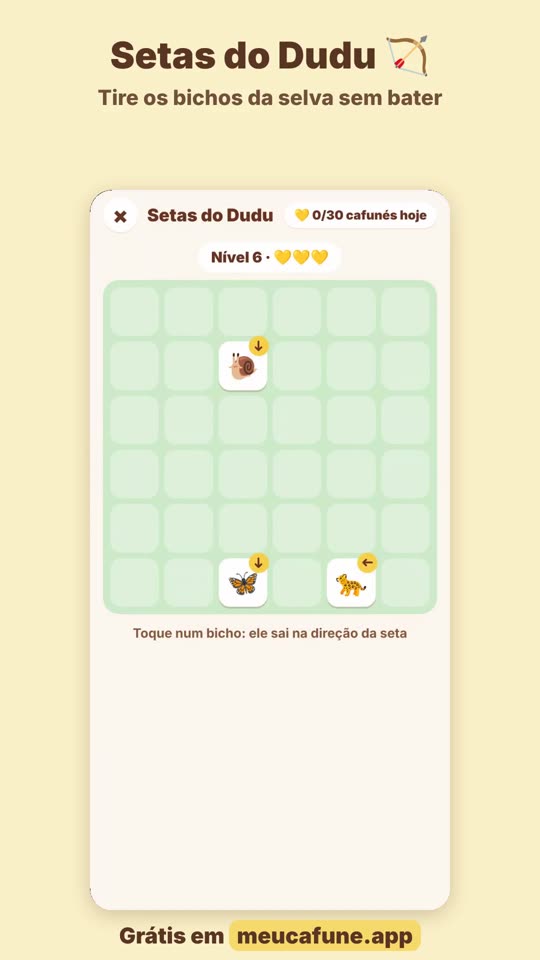 Setas do Dudu 🏹
Tire os bichos da selva sem bater
× Setas do Dudu 💛 0/30 cafunés hoje
Nível 6 · 💛💛💛
↓
↓ ←
Toque num bicho: ele sai na direção da seta
Grátis em meucafune.app